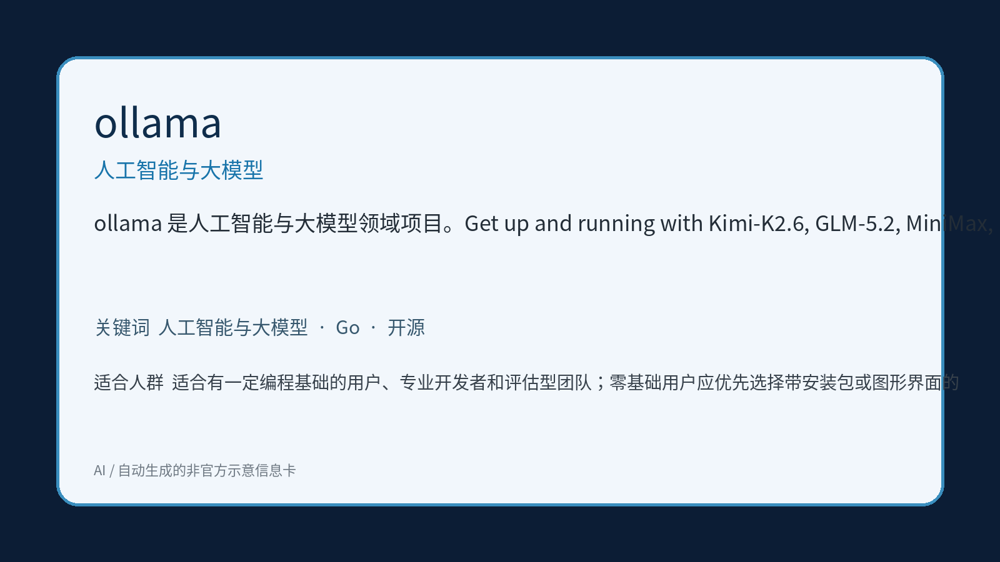 ollama
人工智能与大模型
ollama 是人工智能与大模型领域项目。Get up and running with Kimi-K2.6, GLM-5.2, MiniMax,
关键词 人工智能与大模型 · Go · 开源
适合人群 适合有一定编程基础的用户、专业开发者和评估型团队；零基础用户应优先选择带安装包或图形界面的
AI / 自动生成的非官方示意信息卡